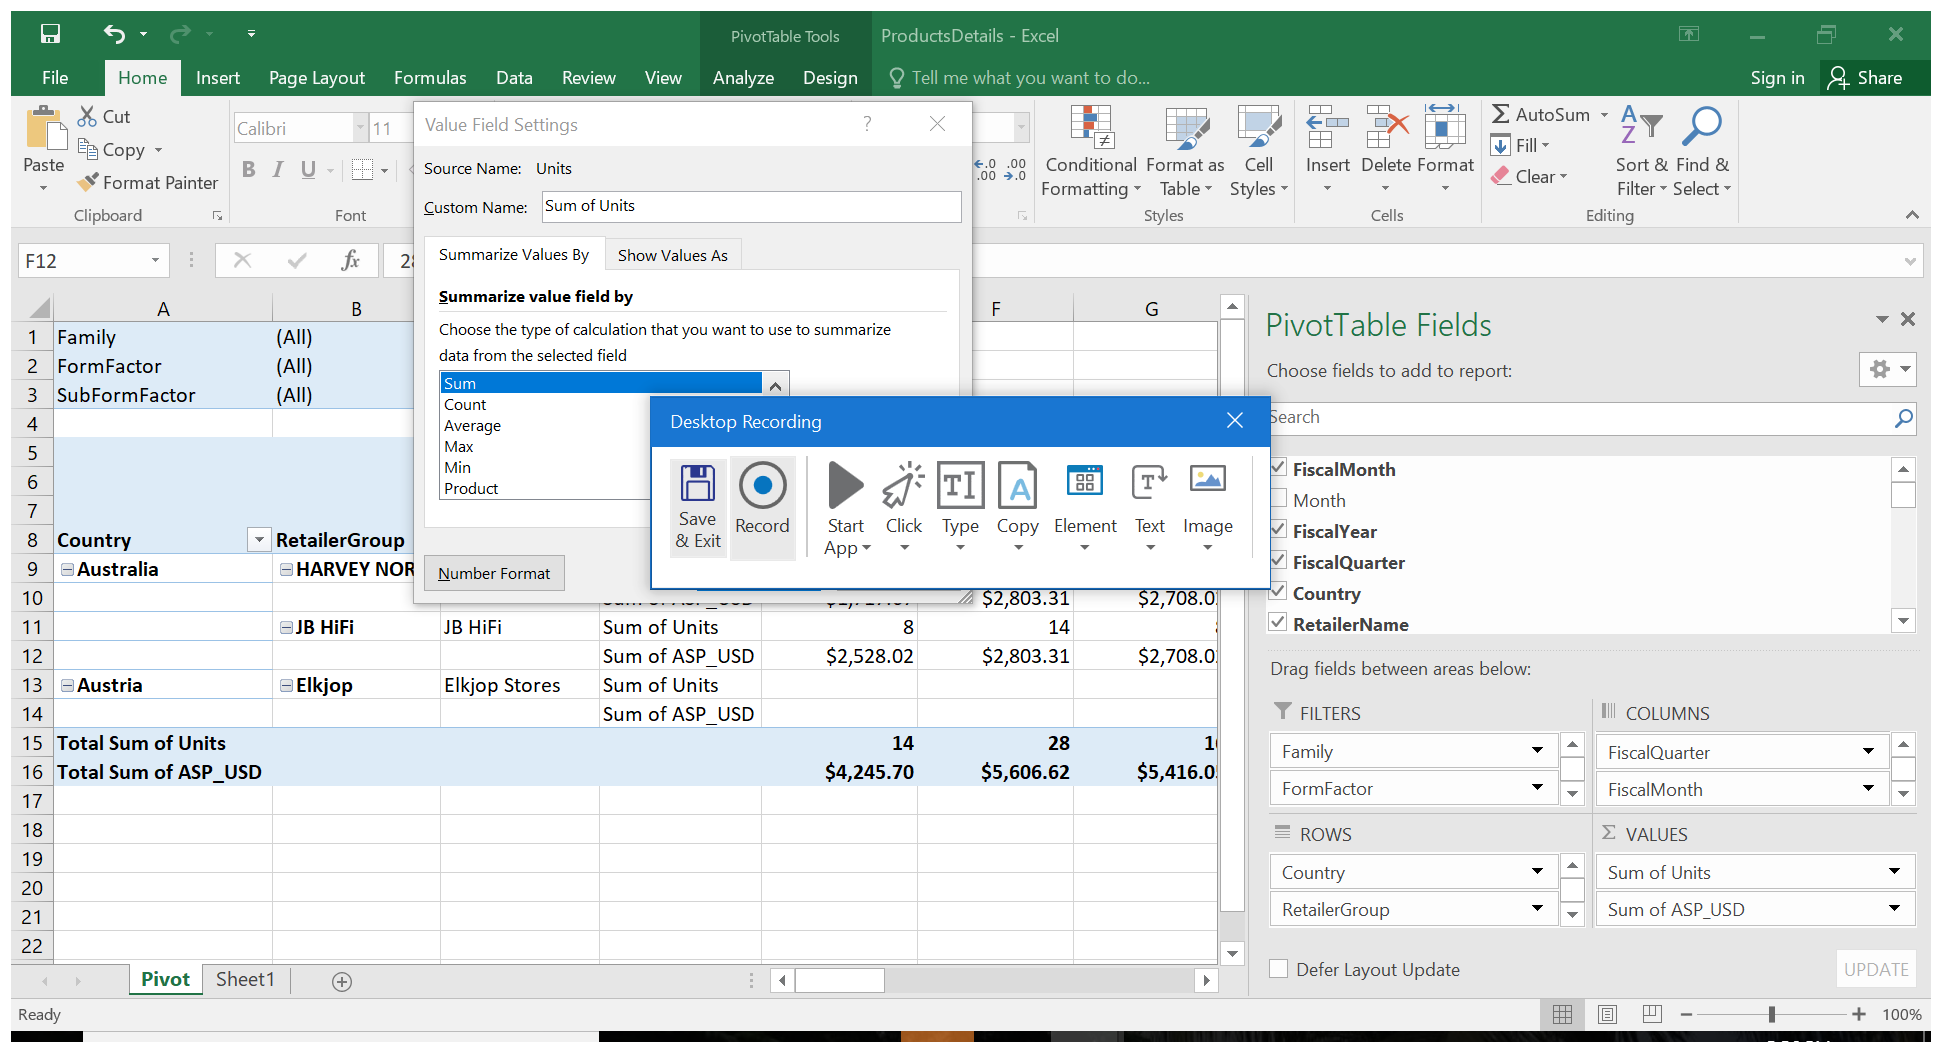 PivotTable Tools
ProductsDetails - Excel
File
Home
Insert
Page Layout
Formulas
Data
Review
View
Analyze
Design
Tell me what you want to do...
Sign in
Share
Paste
Cut
Copy
Format Painter
Clipboard
Calibri
11
B I U
Font
Conditional Formatting
Format as Table
Cell Styles
Styles
Insert
Delete
Format
Cells
AutoSum
Fill
Clear
Sort & Filter
Find & Select
Editing
F12
fx
28
Value Field Settings
?
Source Name: Units
Custom Name: Sum of Units
Summarize Values By
Show Values As
Summarize value field by
Choose the type of calculation that you want to use to summarize
data from the selected field
Sum
Count
Average
Max
Min
Product
Number Format
Desktop Recording
Save & Exit
Record
Start App
Click
Type
Copy
Element
Text
Image
A B F G
1 Family (All)
2 FormFactor (All)
3 SubFormFactor (All)
4
5
6
7
8 Country RetailerGroup
9 Australia HARVEY NOR
10 $2,803.31 $2,708.0
11 JB HiFi JB HiFi Sum of Units 8 14
12 Sum of ASP_USD $2,528.02 $2,803.31 $2,708.0
13 Austria Elkjop Elkjop Stores Sum of Units
14 Sum of ASP_USD
15 Total Sum of Units 14 28 1
16 Total Sum of ASP_USD $4,245.70 $5,606.62 $5,416.0
17
18
19
20
21
22
PivotTable Fields
Choose fields to add to report:
Search
FiscalMonth
Month
FiscalYear
FiscalQuarter
Country
RetailerName
Drag fields between areas below:
FILTERS
Family
FormFactor
COLUMNS
FiscalQuarter
FiscalMonth
ROWS
Country
RetailerGroup
VALUES
Sum of Units
Sum of ASP_USD
Defer Layout Update
UPDATE
Pivot
Sheet1
Ready
100%